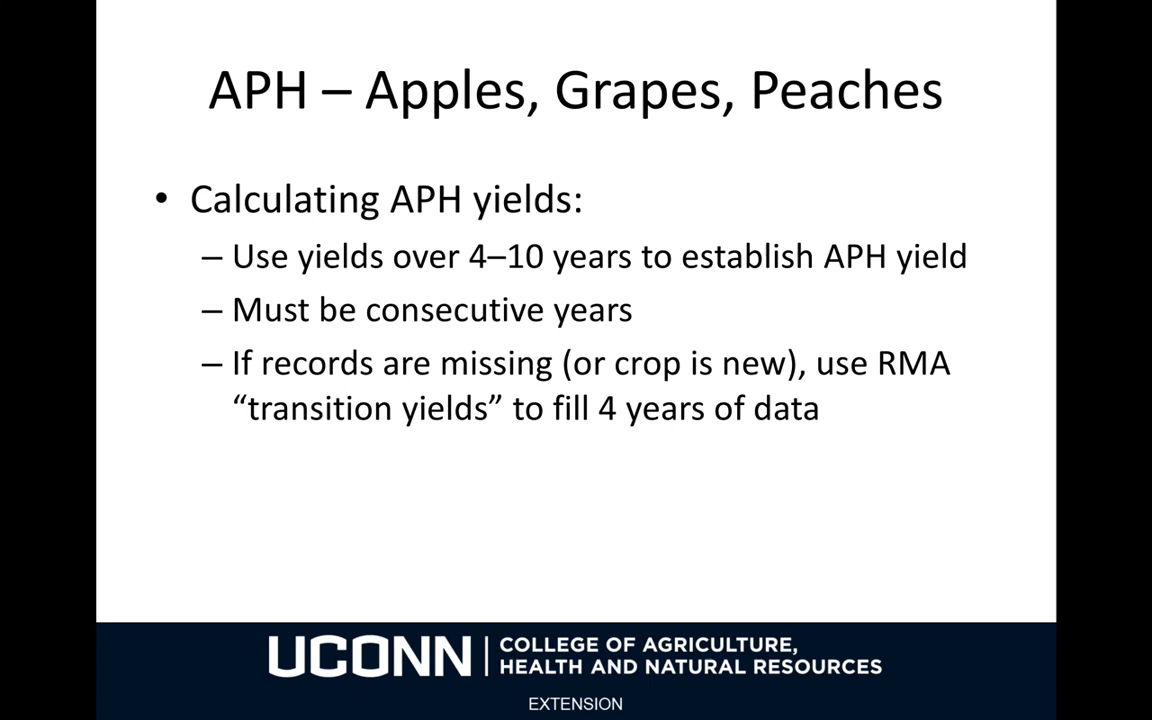 APH – Apples, Grapes, Peaches
• Calculating APH yields:
– Use yields over 4–10 years to establish APH yield
– Must be consecutive years
– If records are missing (or crop is new), use RMA
“transition yields” to fill 4 years of data
UCONN
COLLEGE OF AGRICULTURE,
HEALTH AND NATURAL RESOURCES
EXTENSION